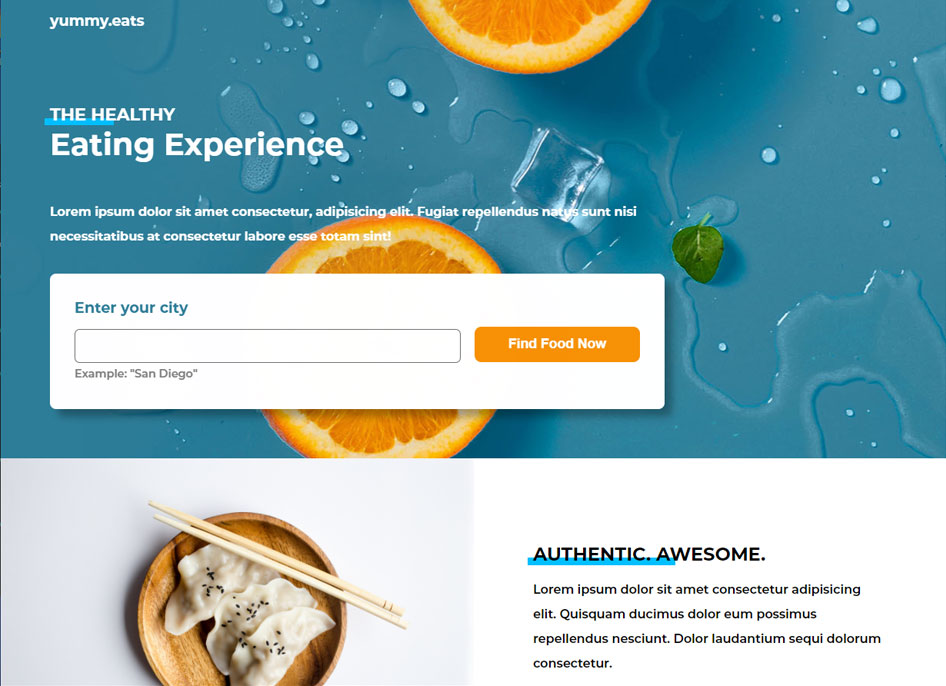 yummy.eats
THE HEALTHY
Eating Experience
Lorem ipsum dolor sit amet consectetur, adipisicing elit. Fugiat repellendus natus sunt nisi
necessitatibus at consectetur labore esse totam sint!
Enter your city
Find Food Now
Example: "San Diego"
AUTHENTIC. AWESOME.
Lorem ipsum dolor sit amet consectetur adipisicing
elit. Quisquam ducimus dolor eum possimus
repellendus nesciunt. Dolor laudantium sequi dolorum
consectetur.